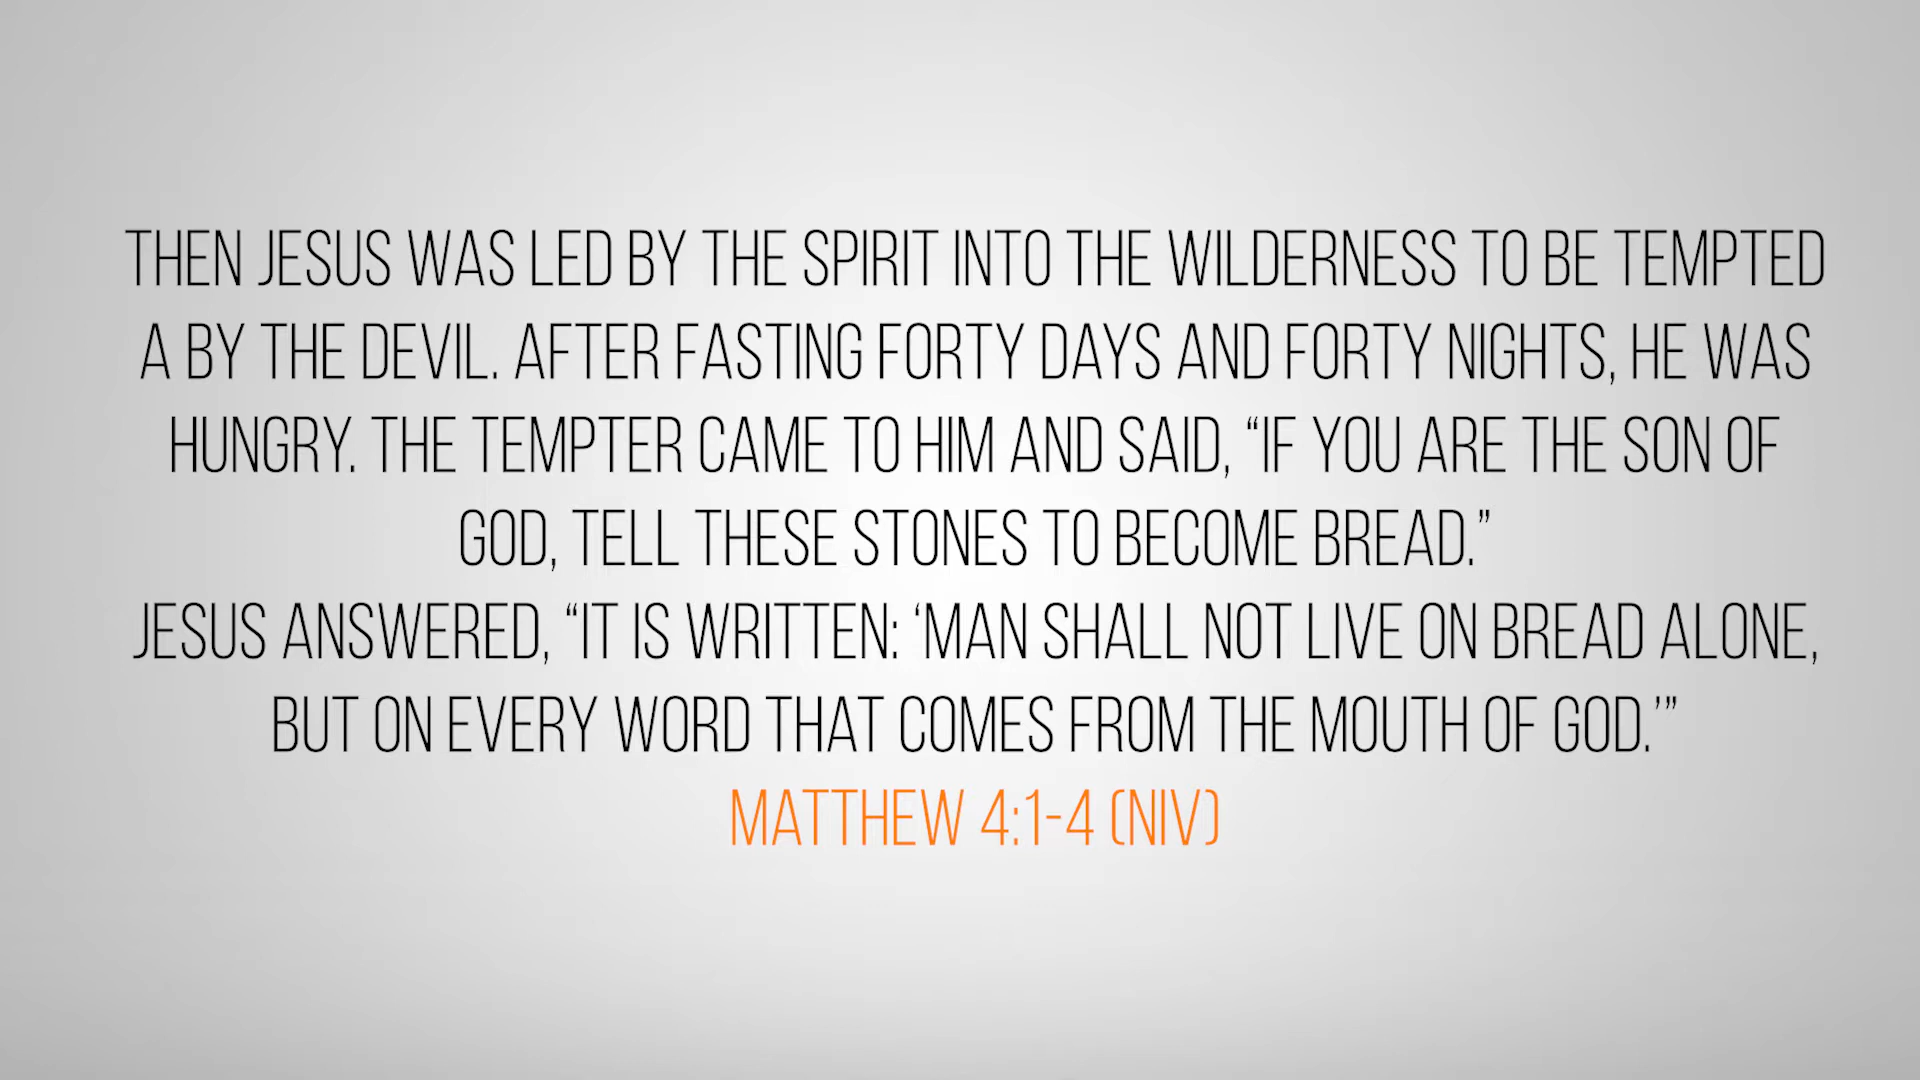 THEN JESUS WAS LED BY THE SPIRIT INTO THE WILDERNESS TO BE TEMPTED
A BY THE DEVIL. AFTER FASTING FORTY DAYS AND FORTY NIGHTS, HE WAS
HUNGRY. THE TEMPTER CAME TO HIM AND SAID, “IF YOU ARE THE SON OF
GOD, TELL THESE STONES TO BECOME BREAD.”
JESUS ANSWERED, “IT IS WRITTEN: ‘MAN SHALL NOT LIVE ON BREAD ALONE,
BUT ON EVERY WORD THAT COMES FROM THE MOUTH OF GOD.’”
MATTHEW 4:1-4 (NIV)